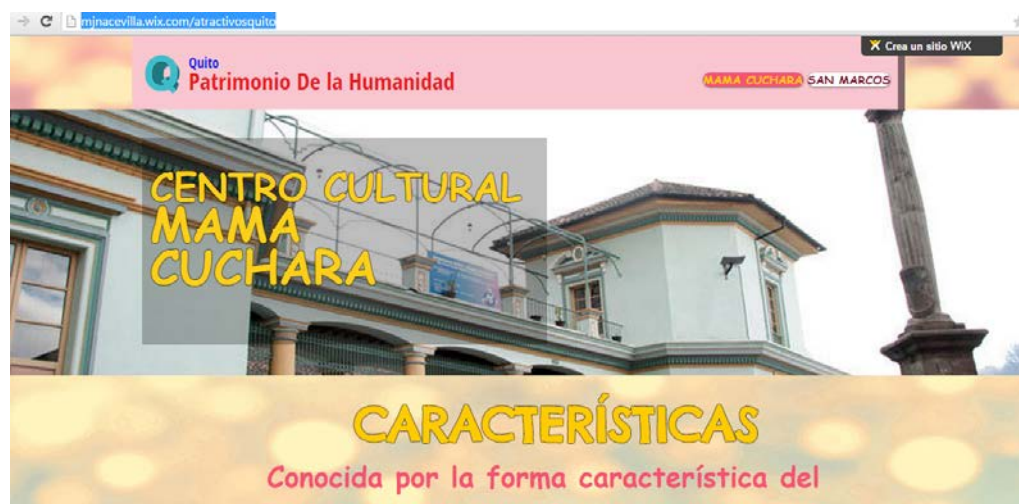 mjnacevilla.wix.com/atractivosquito
Crea un sitio WiX
Quito
Patrimonio De la Humanidad
MAMA CUCHARA SAN MARCOS
CENTRO CULTURAL
MAMA
CUCHARA
CARACTERÍSTICAS
Conocida por la forma característica del